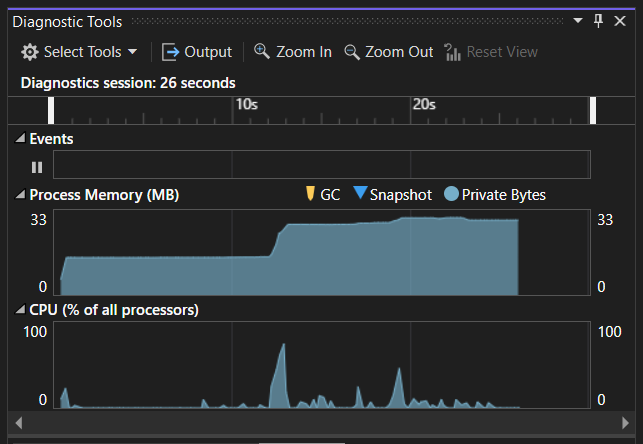 Diagnostic Tools
Select Tools Output Zoom In Zoom Out Reset View
Diagnostics session: 26 seconds
10s 20s
Events
Process Memory (MB) GC Snapshot Private Bytes
33 33
0 0
CPU (% of all processors)
100 100
0 0